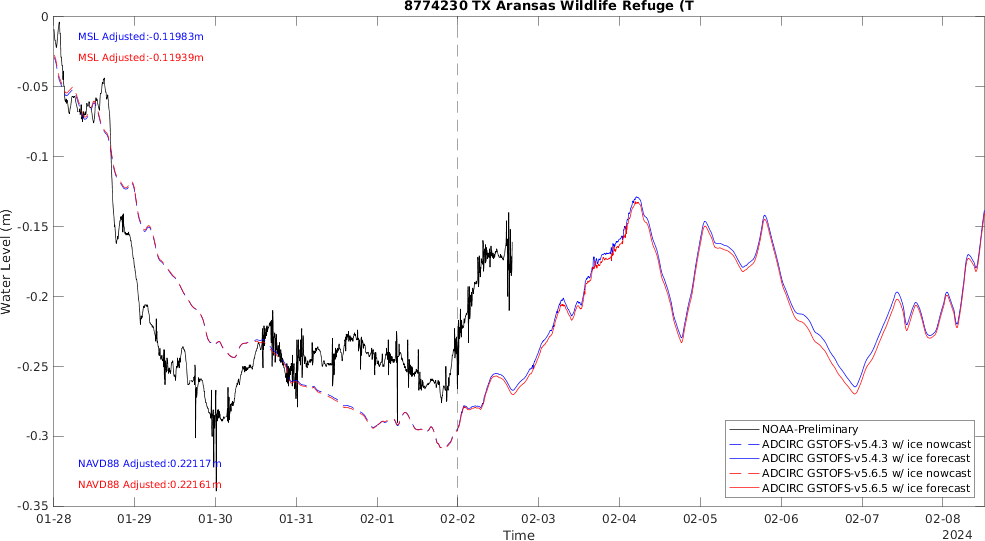 8774230 TX Aransas Wildlife Refuge (T
MSL Adjusted:-0.11983m
MSL Adjusted:-0.11939m
0
-0.05
-0.1
-0.15
-0.2
-0.25
-0.3
-0.35
Water Level (m)
NAVD88 Adjusted:0.22117m
NAVD88 Adjusted:0.22161m
NOAA-Preliminary
ADCIRC GSTOFS-v5.4.3 w/ ice nowcast
ADCIRC GSTOFS-v5.4.3 w/ ice forecast
ADCIRC GSTOFS-v5.6.5 w/ ice nowcast
ADCIRC GSTOFS-v5.6.5 w/ ice forecast
01-28 01-29 01-30 01-31 02-01 02-02 02-03 02-04 02-05 02-06 02-07 02-08
Time
2024